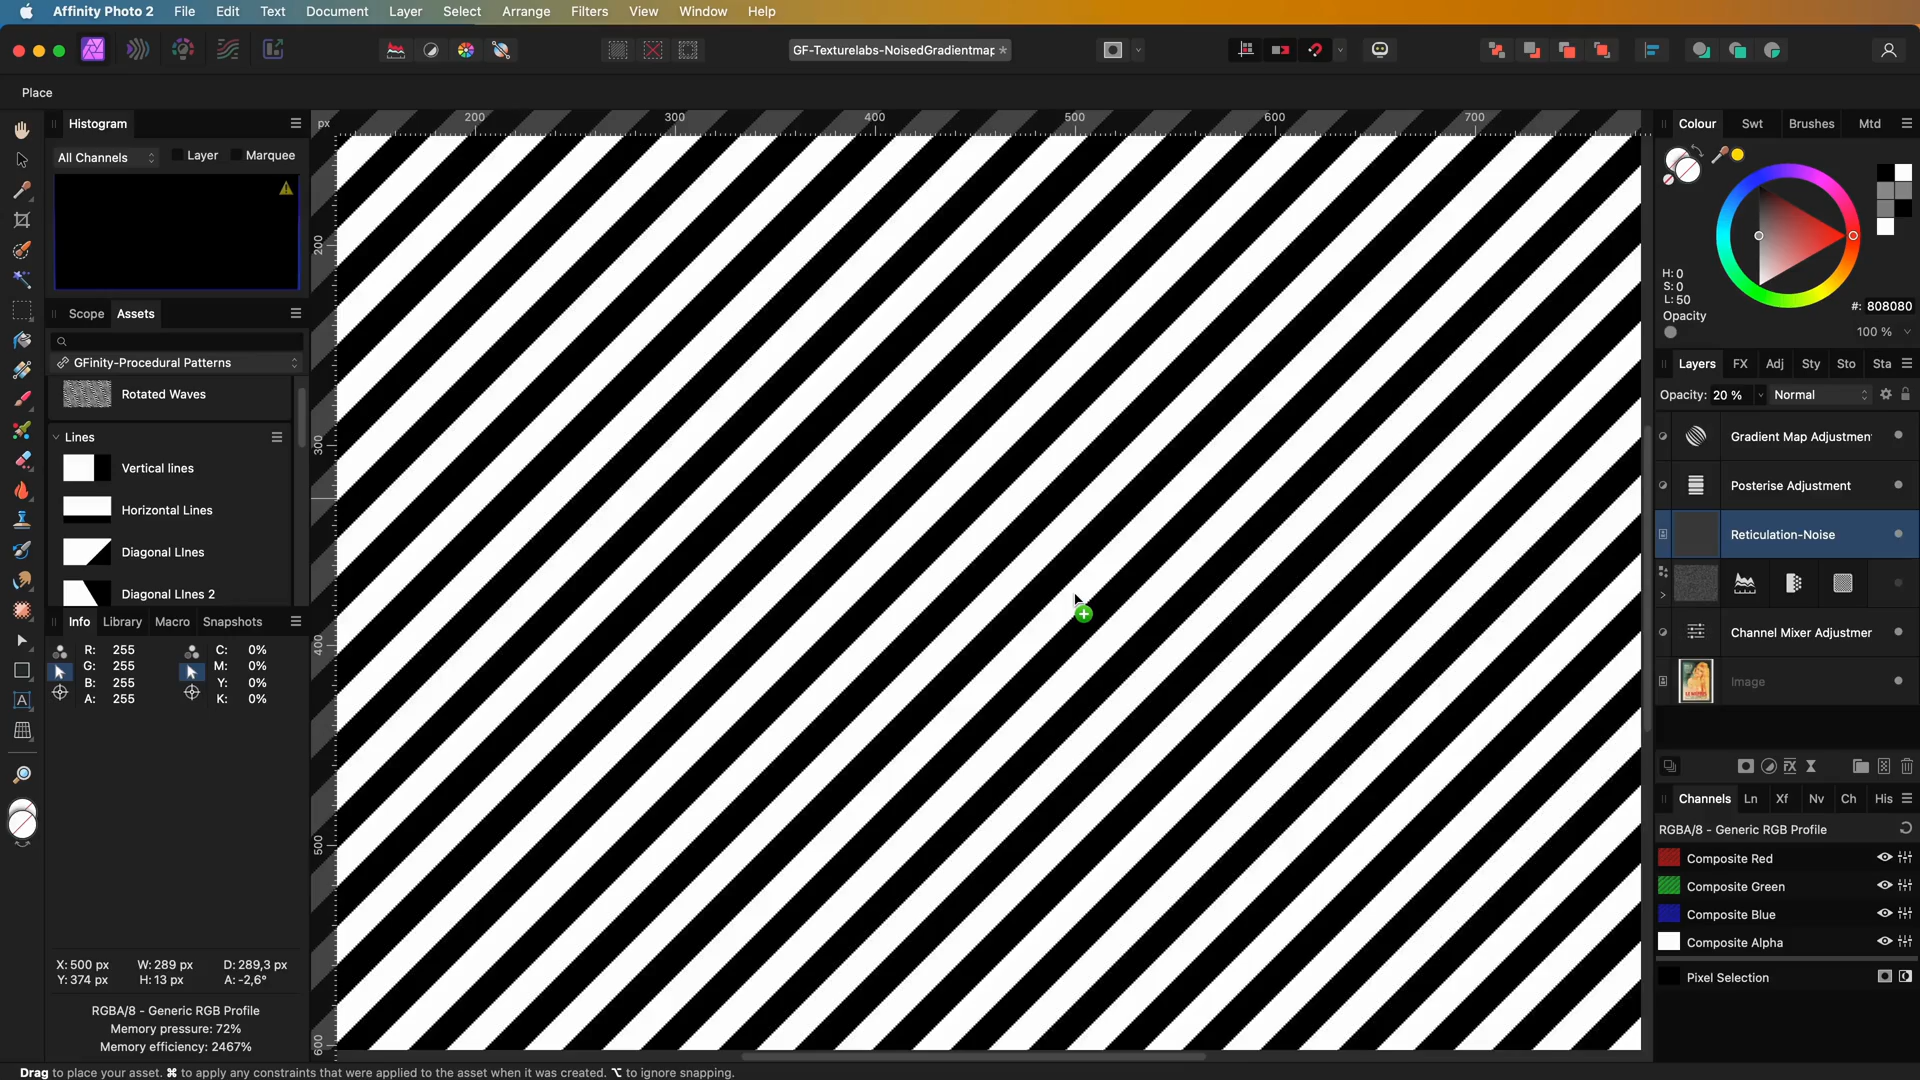 Affinity Photo 2 File Edit Text Document Layer Select Arrange Filters View Window Help
GF-Texturelabs-NoisedGradientmap *
Place
Histogram
All Channels Layer Marquee
Scope Assets
GFinity-Procedural Patterns
Rotated Waves
Lines
Vertical lines
Horizontal Lines
Diagonal LInes
Diagonal LInes 2
Info Library Macro Snapshots
R: 255 C: 0%
G: 255 M: 0%
B: 255 Y: 0%
A: 255 K: 0%
X: 500 px W: 289 px D: 289,3 px
Y: 374 px H: 13 px A: -2,6°
RGBA/8 - Generic RGB Profile
Memory pressure: 72%
Memory efficiency: 2467%
Drag to place your asset. ⌘ to apply any constraints that were applied to the asset when it was created. ⌥ to ignore snapping.
px 200 300 400 500 600 700
200
300
400
500
600
Colour Swt Brushes Mtd
H: 0
S: 0
L: 50
#: 808080
Opacity
100 %
Layers FX Adj Sty Sto Sta
Opacity: 20 % Normal
Gradient Map Adjustmen
Posterise Adjustment
Reticulation-Noise
Channel Mixer Adjustmer
Image
Channels Ln Xf Nv Ch His
RGBA/8 - Generic RGB Profile
Composite Red
Composite Green
Composite Blue
Composite Alpha
Pixel Selection